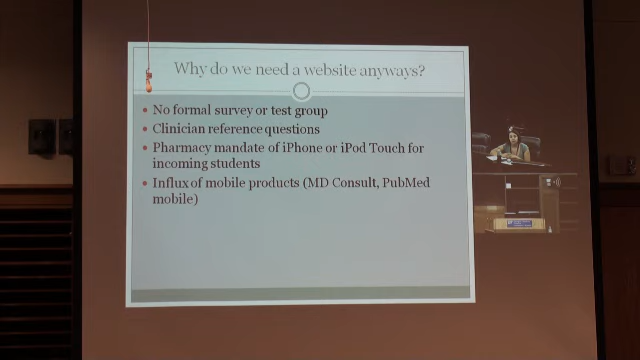 Why do we need a website anyways?
• No formal survey or test group
• Clinician reference questions
• Pharmacy mandate of iPhone or iPod Touch for
incoming students
• Influx of mobile products (MD Consult, PubMed
mobile)